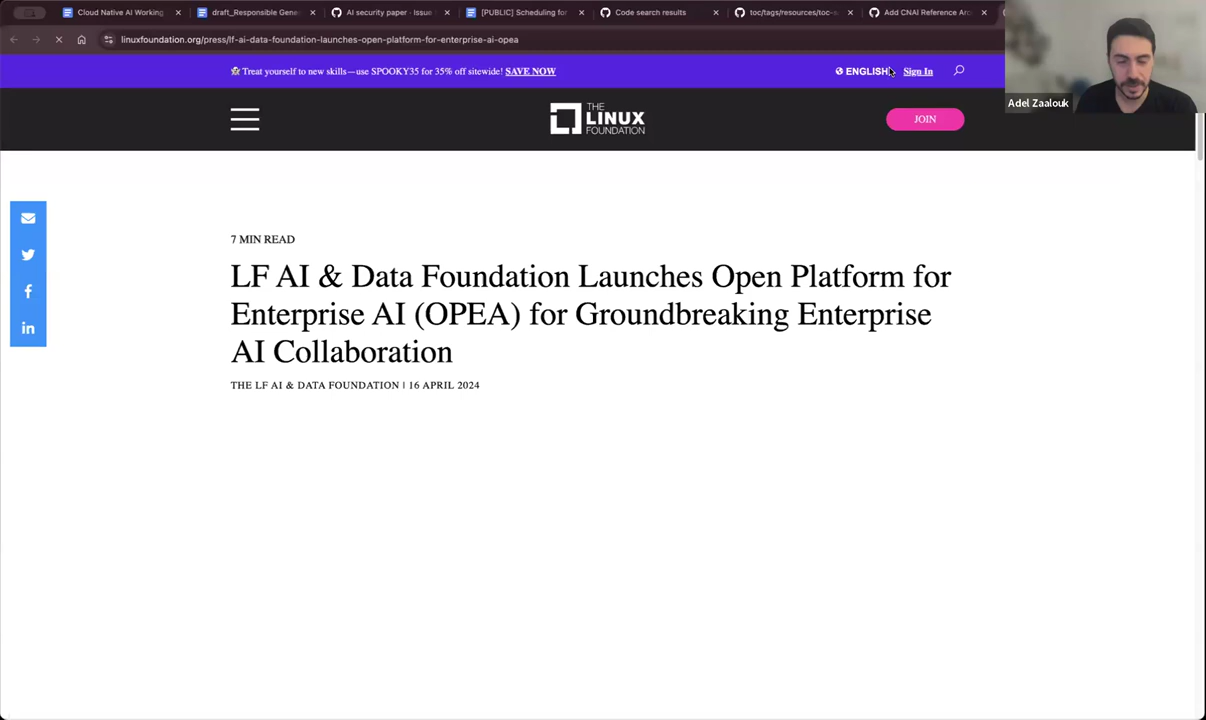 Cloud Native AI Working
draft_Responsible Gene
AI security paper · Issue
[PUBLIC] Scheduling for
Code search results
toc/tags/resources/toc-s
Add CNAI Reference Arc
linuxfoundation.org/press/lf-ai-data-foundation-launches-open-platform-for-enterprise-ai-opea
Treat yourself to new skills—use SPOOKY35 for 35% off sitewide! SAVE NOW
ENGLISH
Sign In
Adel Zaalouk
THE
LINUX
FOUNDATION
JOIN
7 MIN READ
LF AI & Data Foundation Launches Open Platform for
Enterprise AI (OPEA) for Groundbreaking Enterprise
AI Collaboration
THE LF AI & DATA FOUNDATION | 16 APRIL 2024